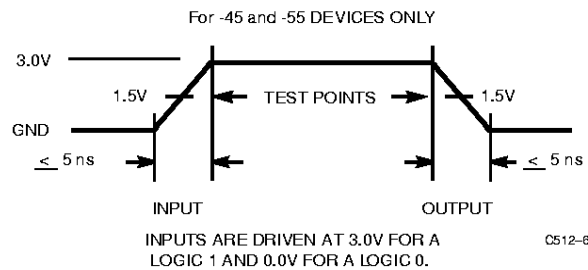 For -45 and -55 DEVICES ONLY
3.0V
1.5V TEST POINTS 1.5V
GND
≤ 5 ns ≤ 5 ns
INPUT OUTPUT
INPUTS ARE DRIVEN AT 3.0V FOR A
LOGIC 1 AND 0.0V FOR A LOGIC 0.
C512–6